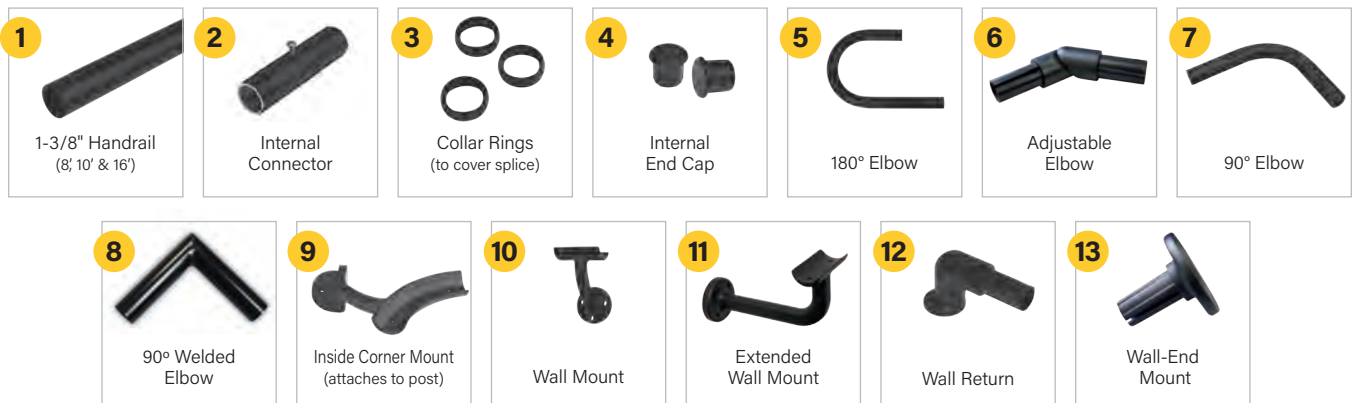 1
1-3/8" Handrail
(8,' 10' & 16')
2
Internal
Connector
3
Collar Rings
(to cover splice)
4
Internal
End Cap
5
180° Elbow
6
Adjustable
Elbow
7
90° Elbow
8
90º Welded
Elbow
9
Inside Corner Mount
(attaches to post)
10
Wall Mount
11
Extended
Wall Mount
12
Wall Return
13
Wall-End
Mount